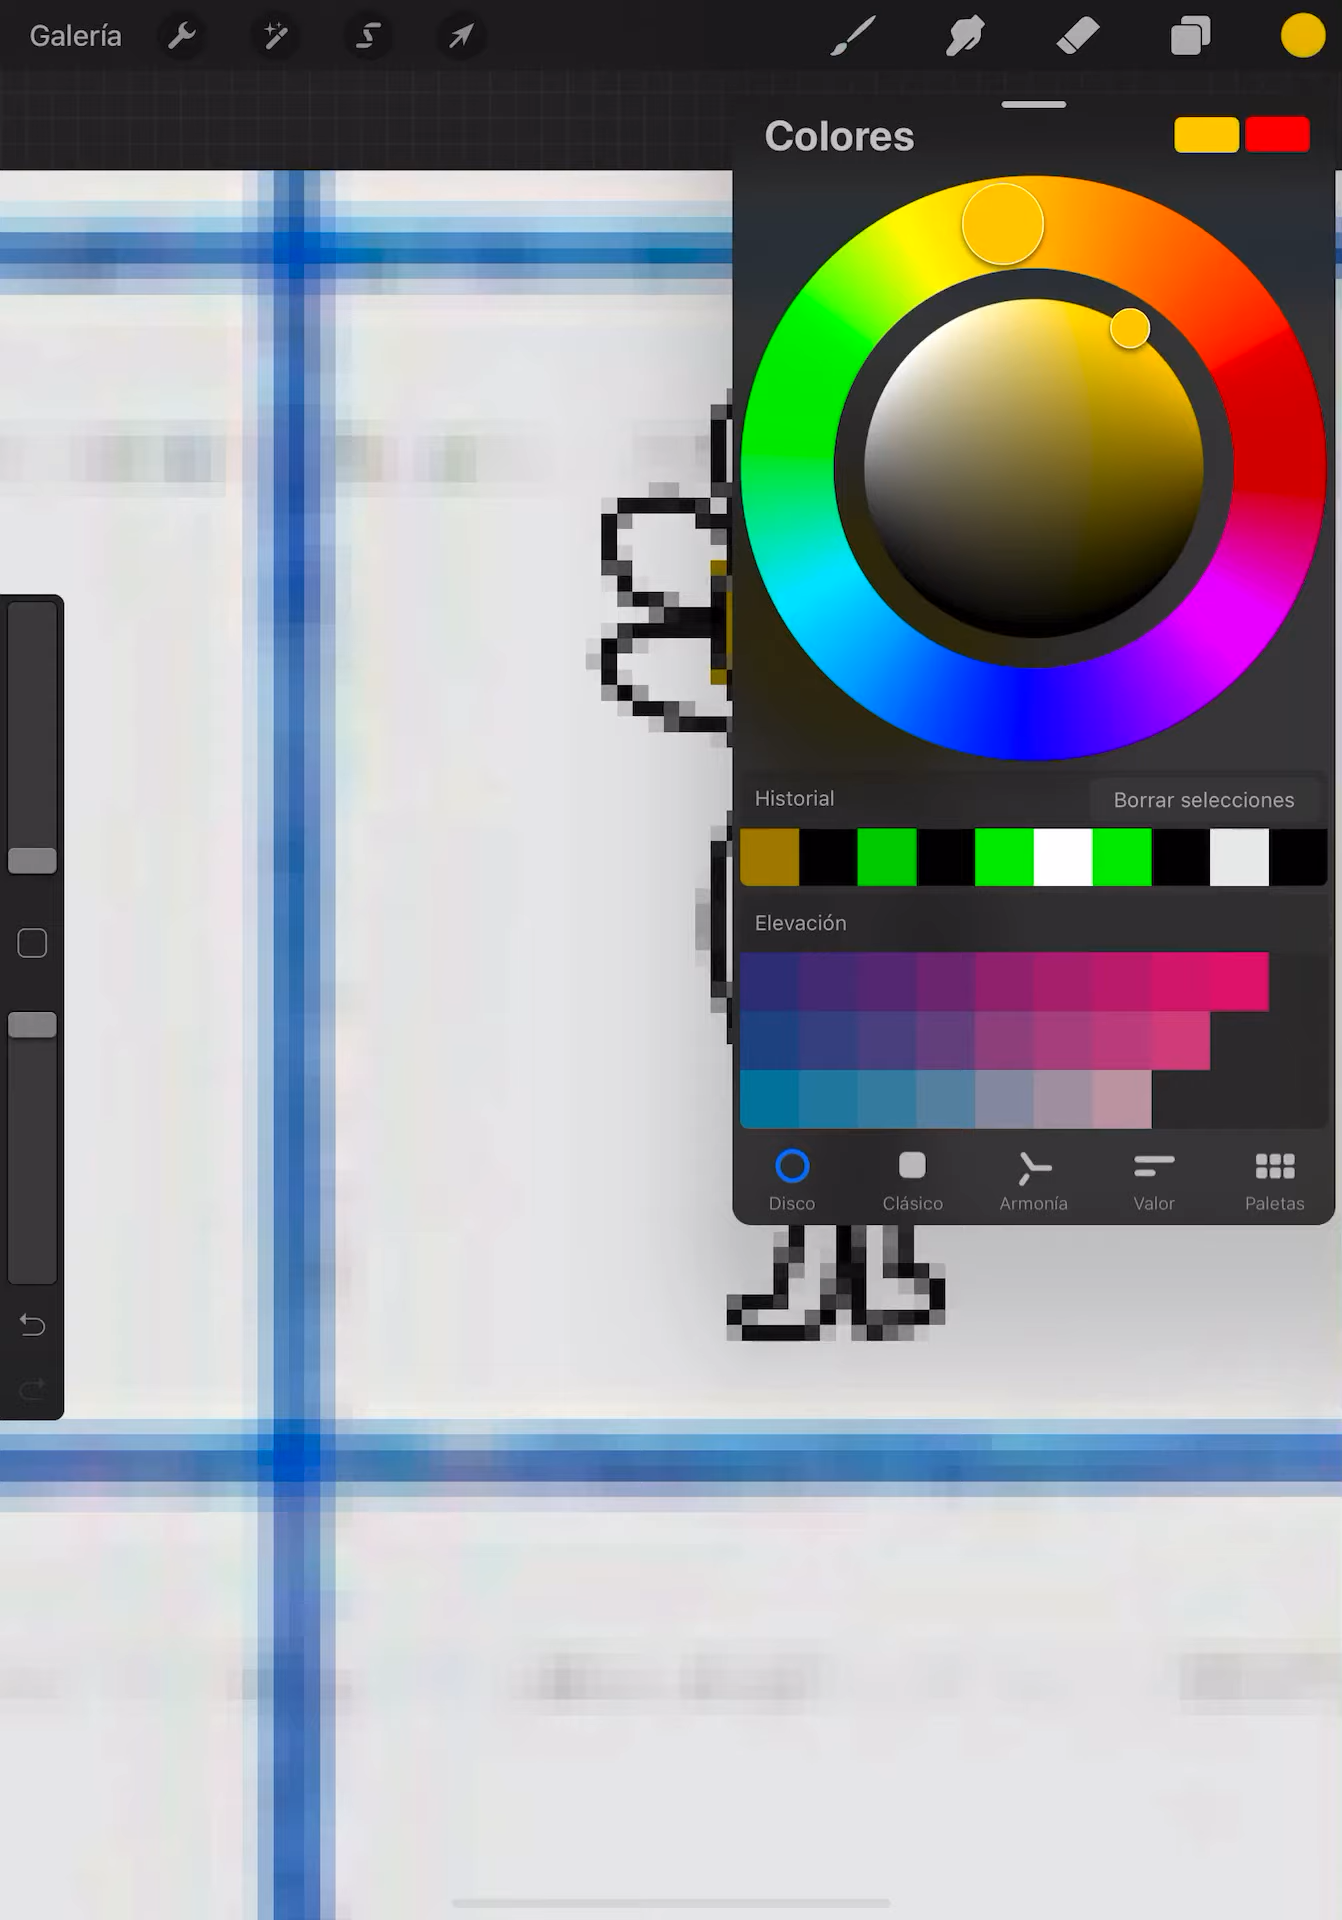 Galería
Colores
Historial
Borrar selecciones
Elevación
Disco
Clásico
Armonía
Valor
Paletas